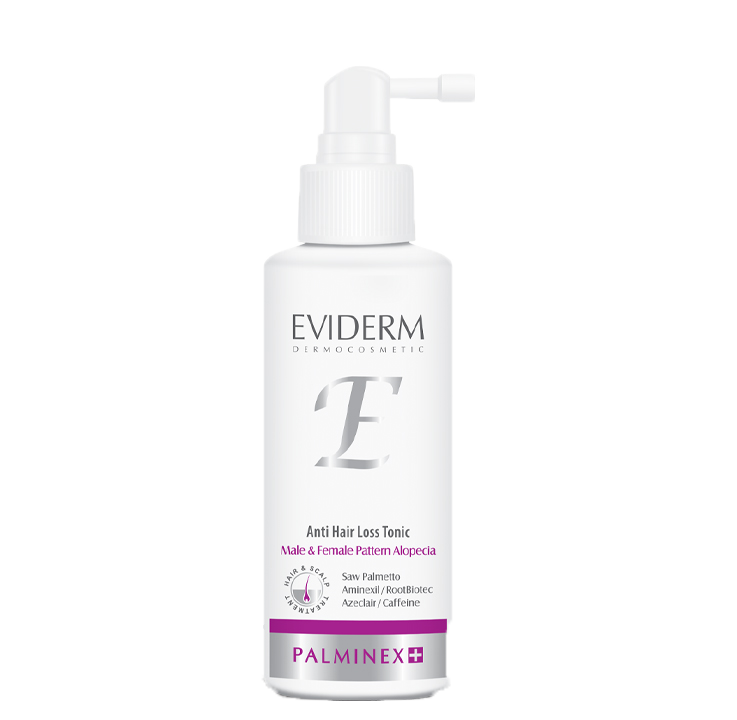 EVIDERM
DERMOCOSMETIC
E
Anti Hair Loss Tonic
Male & Female Pattern Alopecia
HAIR & SCALP TREATMENT
Saw Palmetto
Aminexil / RootBiotec
Azeclair / Caffeine
PALMINEX